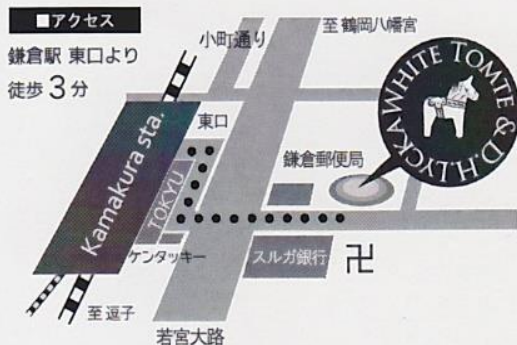 ■アクセス
鎌倉駅 東口より
徒歩3分
小町通り
至 鶴岡八幡宮
WHITE TOMTE & D.H.LYCKA
東口
Kamakura sta.
TOKYU
鎌倉郵便局
ケンタッキー
スルガ銀行
卍
至 逗子
若宮大路